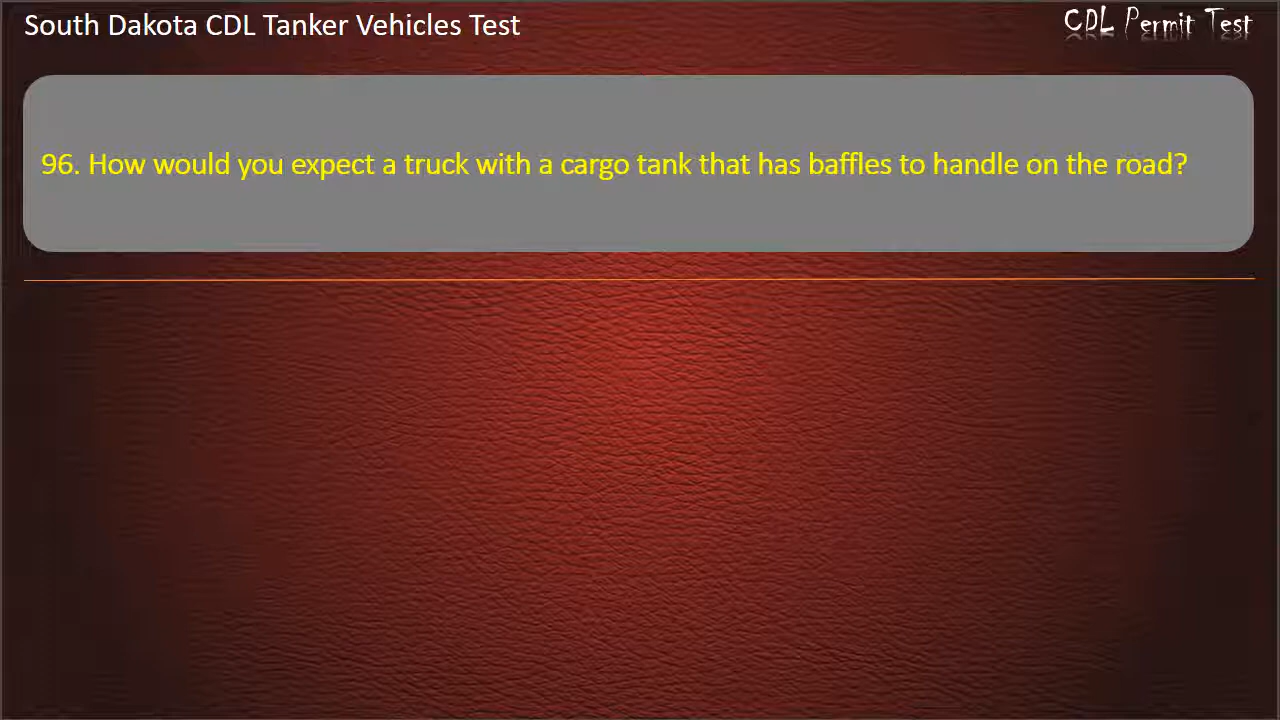 South Dakota CDL Tanker Vehicles Test
CDL Permit Test
96. How would you expect a truck with a cargo tank that has baffles to handle on the road?